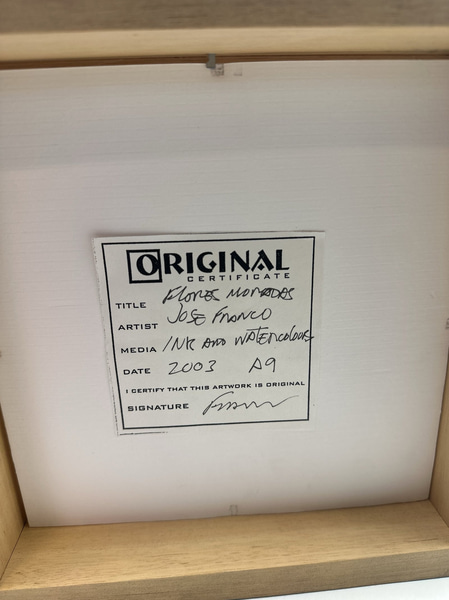 ORIGINAL
CERTIFICATE
TITLE FLORES MORADAS
ARTIST JOSE FRANCO
MEDIA INK AND WATERCOLOUR
DATE 2003 A9
I CERTIFY THAT THIS ARTWORK IS ORIGINAL
SIGNATURE